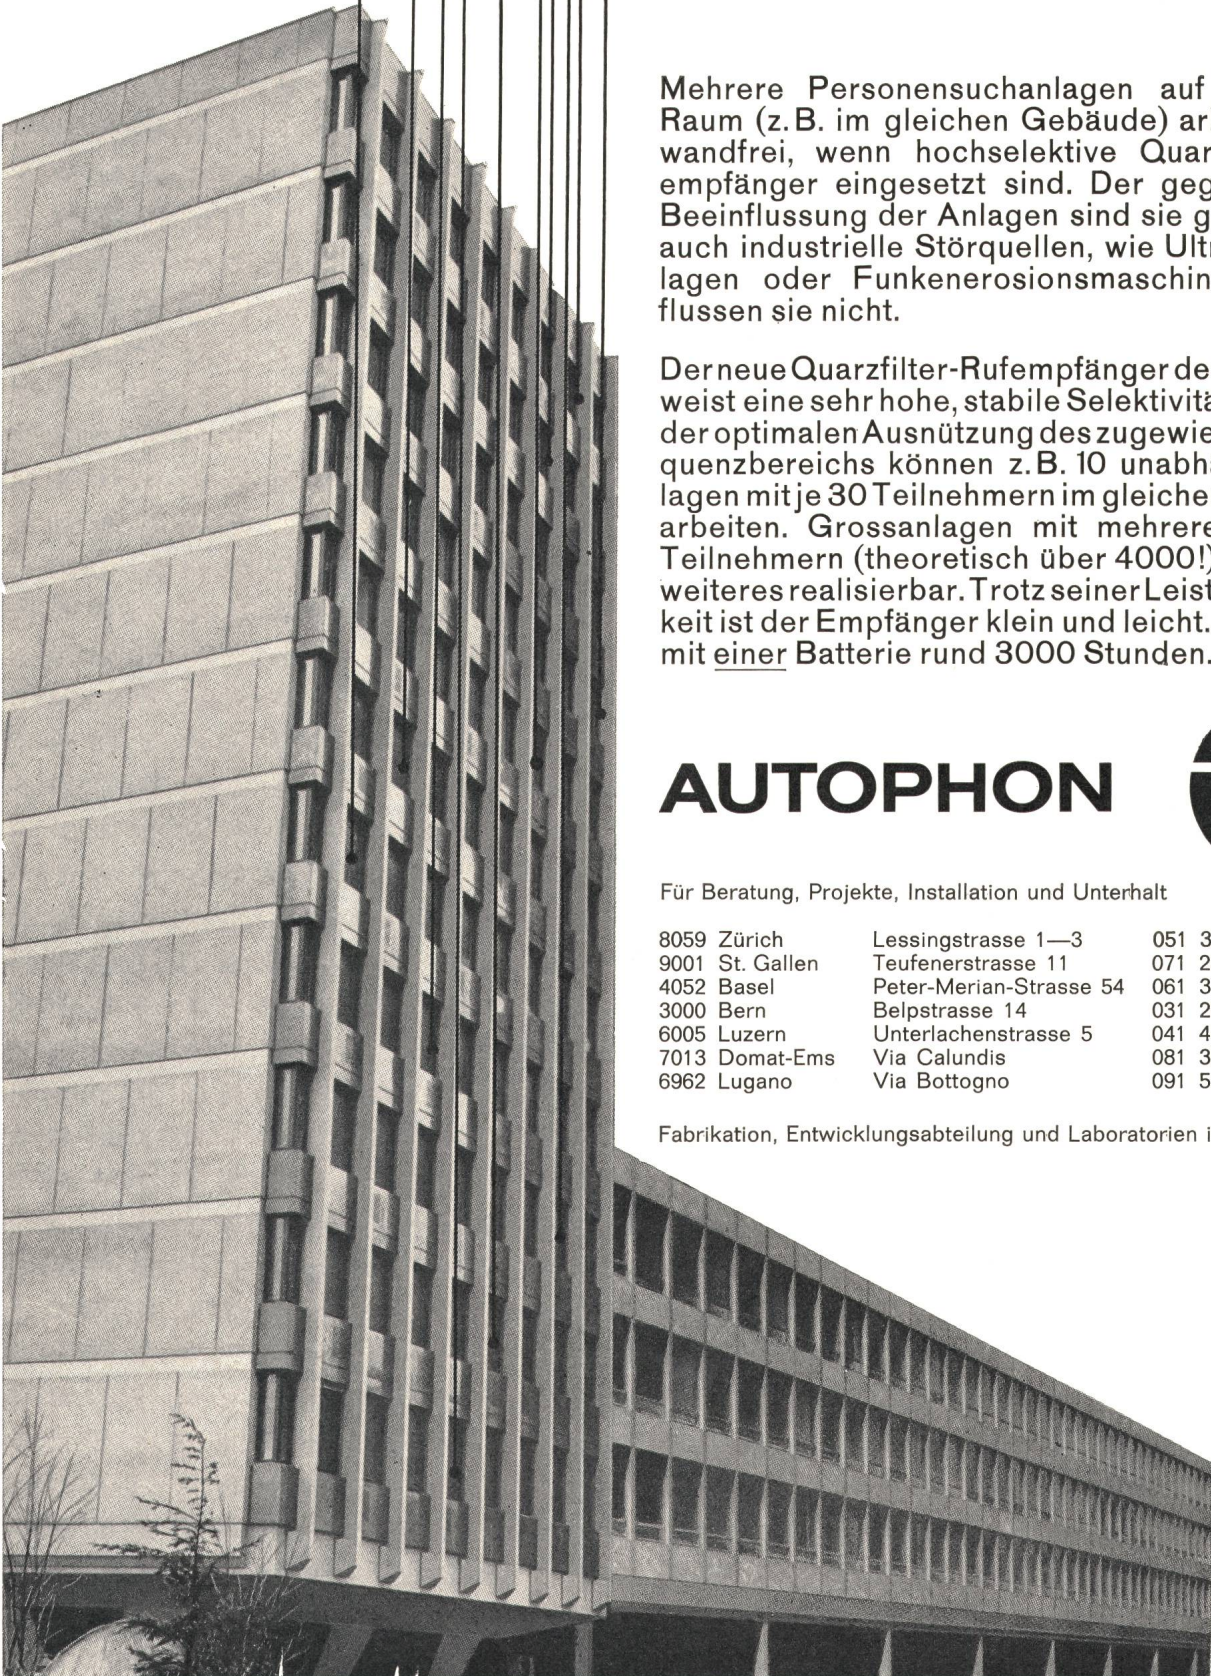 Mehrere Personensuchanlagen auf
Raum (z.B. im gleichen Gebäude) ar
wandfrei, wenn hochselektive Quar
empfänger eingesetzt sind. Der geg
Beeinflussung der Anlagen sind sie g
auch industrielle Störquellen, wie Ult
lagen oder Funkenerosionsmaschin
flussen sie nicht.
Der neue Quarzfilter-Rufempfänger de
weist eine sehr hohe, stabile Selektivitä
der optimalen Ausnützung des zugewie
quenzbereichs können z.B. 10 unabh
lagen mit je 30 Teilnehmern im gleiche
arbeiten. Grossanlagen mit mehrere
Teilnehmern (theoretisch über 4000!)
weiteres realisierbar. Trotz seiner Leist
keit ist der Empfänger klein und leicht.
mit einer Batterie rund 3000 Stunden.
AUTOPHON
Für Beratung, Projekte, Installation und Unterhalt
8059 Zürich Lessingstrasse 1—3 051 3
9001 St. Gallen Teufenerstrasse 11 071 2
4052 Basel Peter-Merian-Strasse 54 061 3
3000 Bern Belpstrasse 14 031 2
6005 Luzern Unterlachenstrasse 5 041 4
7013 Domat-Ems Via Calundis 081 3
6962 Lugano Via Bottogno 091 5
Fabrikation, Entwicklungsabteilung und Laboratorien i